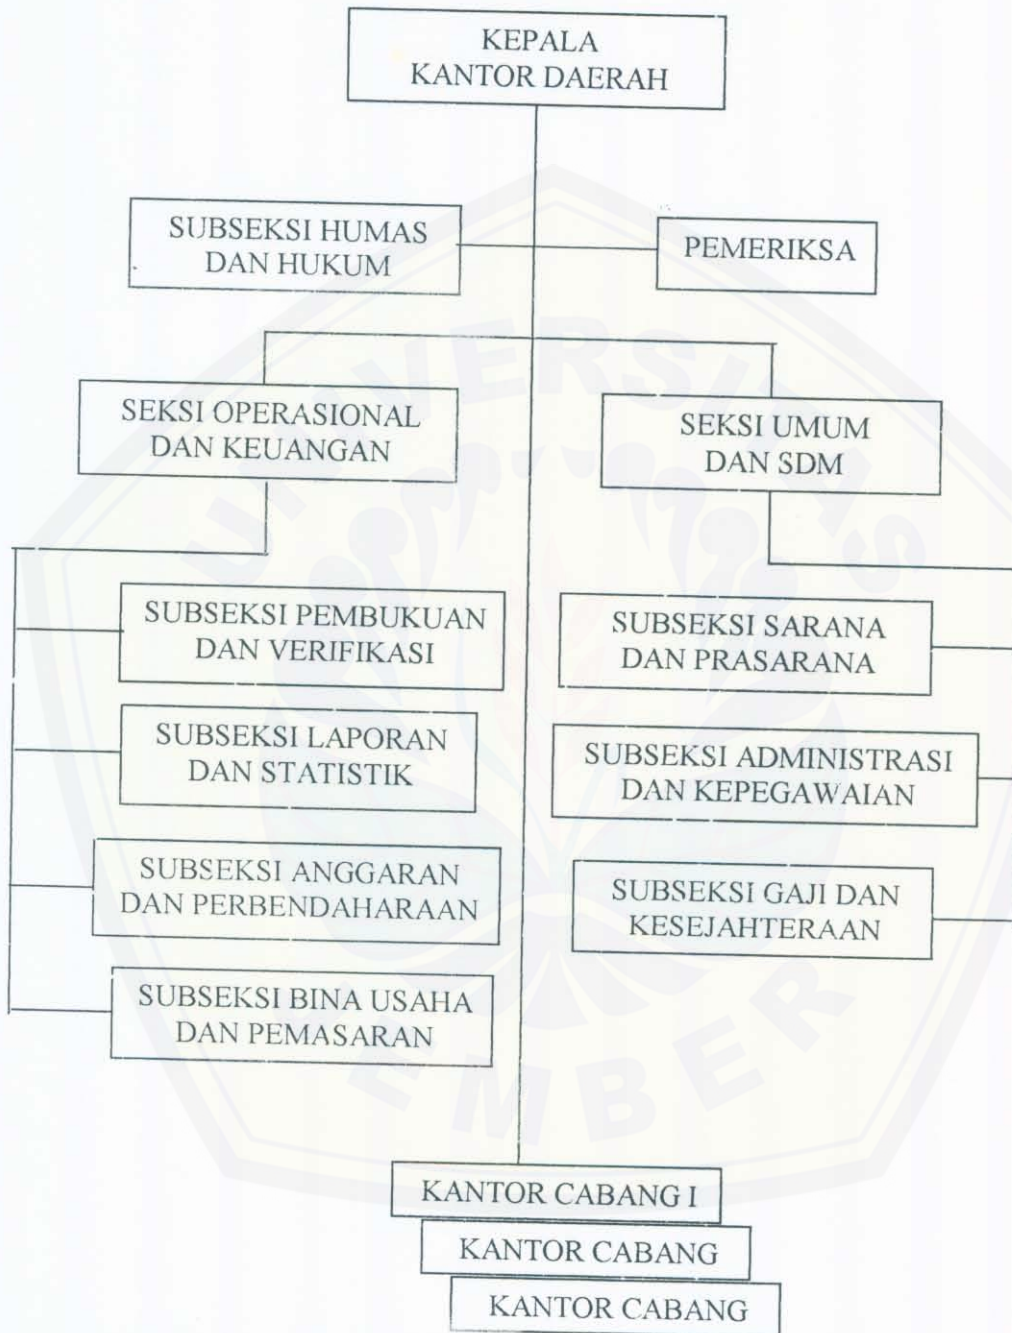 KEPALA
KANTOR DAERAH
SUBSEKSI HUMAS
DAN HUKUM
PEMERIKSA
SEKSI OPERASIONAL
DAN KEUANGAN
SEKSI UMUM
DAN SDM
SUBSEKSI PEMBUKUAN
DAN VERIFIKASI
SUBSEKSI SARANA
DAN PRASARANA
SUBSEKSI LAPORAN
DAN STATISTIK
SUBSEKSI ADMINISTRASI
DAN KEPEGAWAIAN
SUBSEKSI ANGGARAN
DAN PERBENDAHARAAN
SUBSEKSI GAJI DAN
KESEJAHTERAAN
SUBSEKSI BINA USAHA
DAN PEMASARAN
KANTOR CABANG I
KANTOR CABANG
KANTOR CABANG
UNIVERSITAS
JEMBER